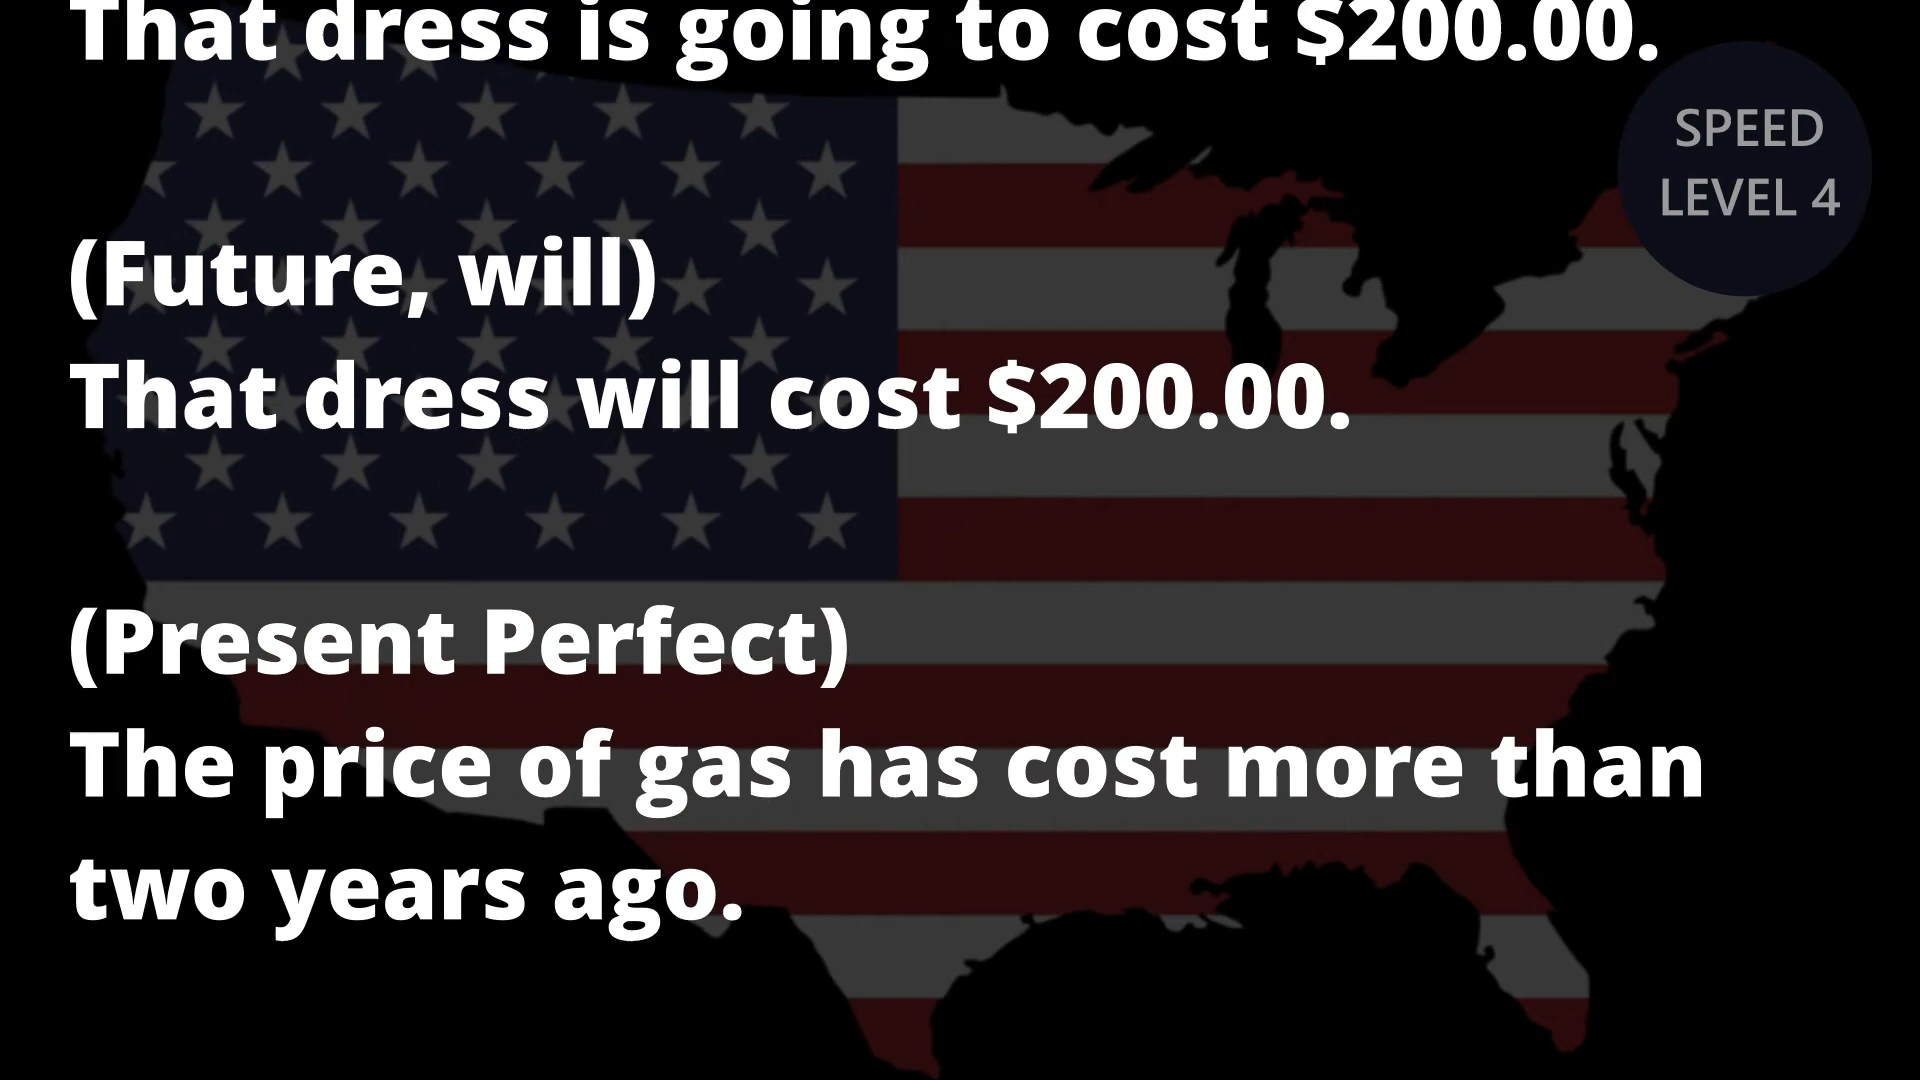 That dress is going to cost $200.00.
SPEED
LEVEL 4
(Future, will)
That dress will cost $200.00.
(Present Perfect)
The price of gas has cost more than
two years ago.